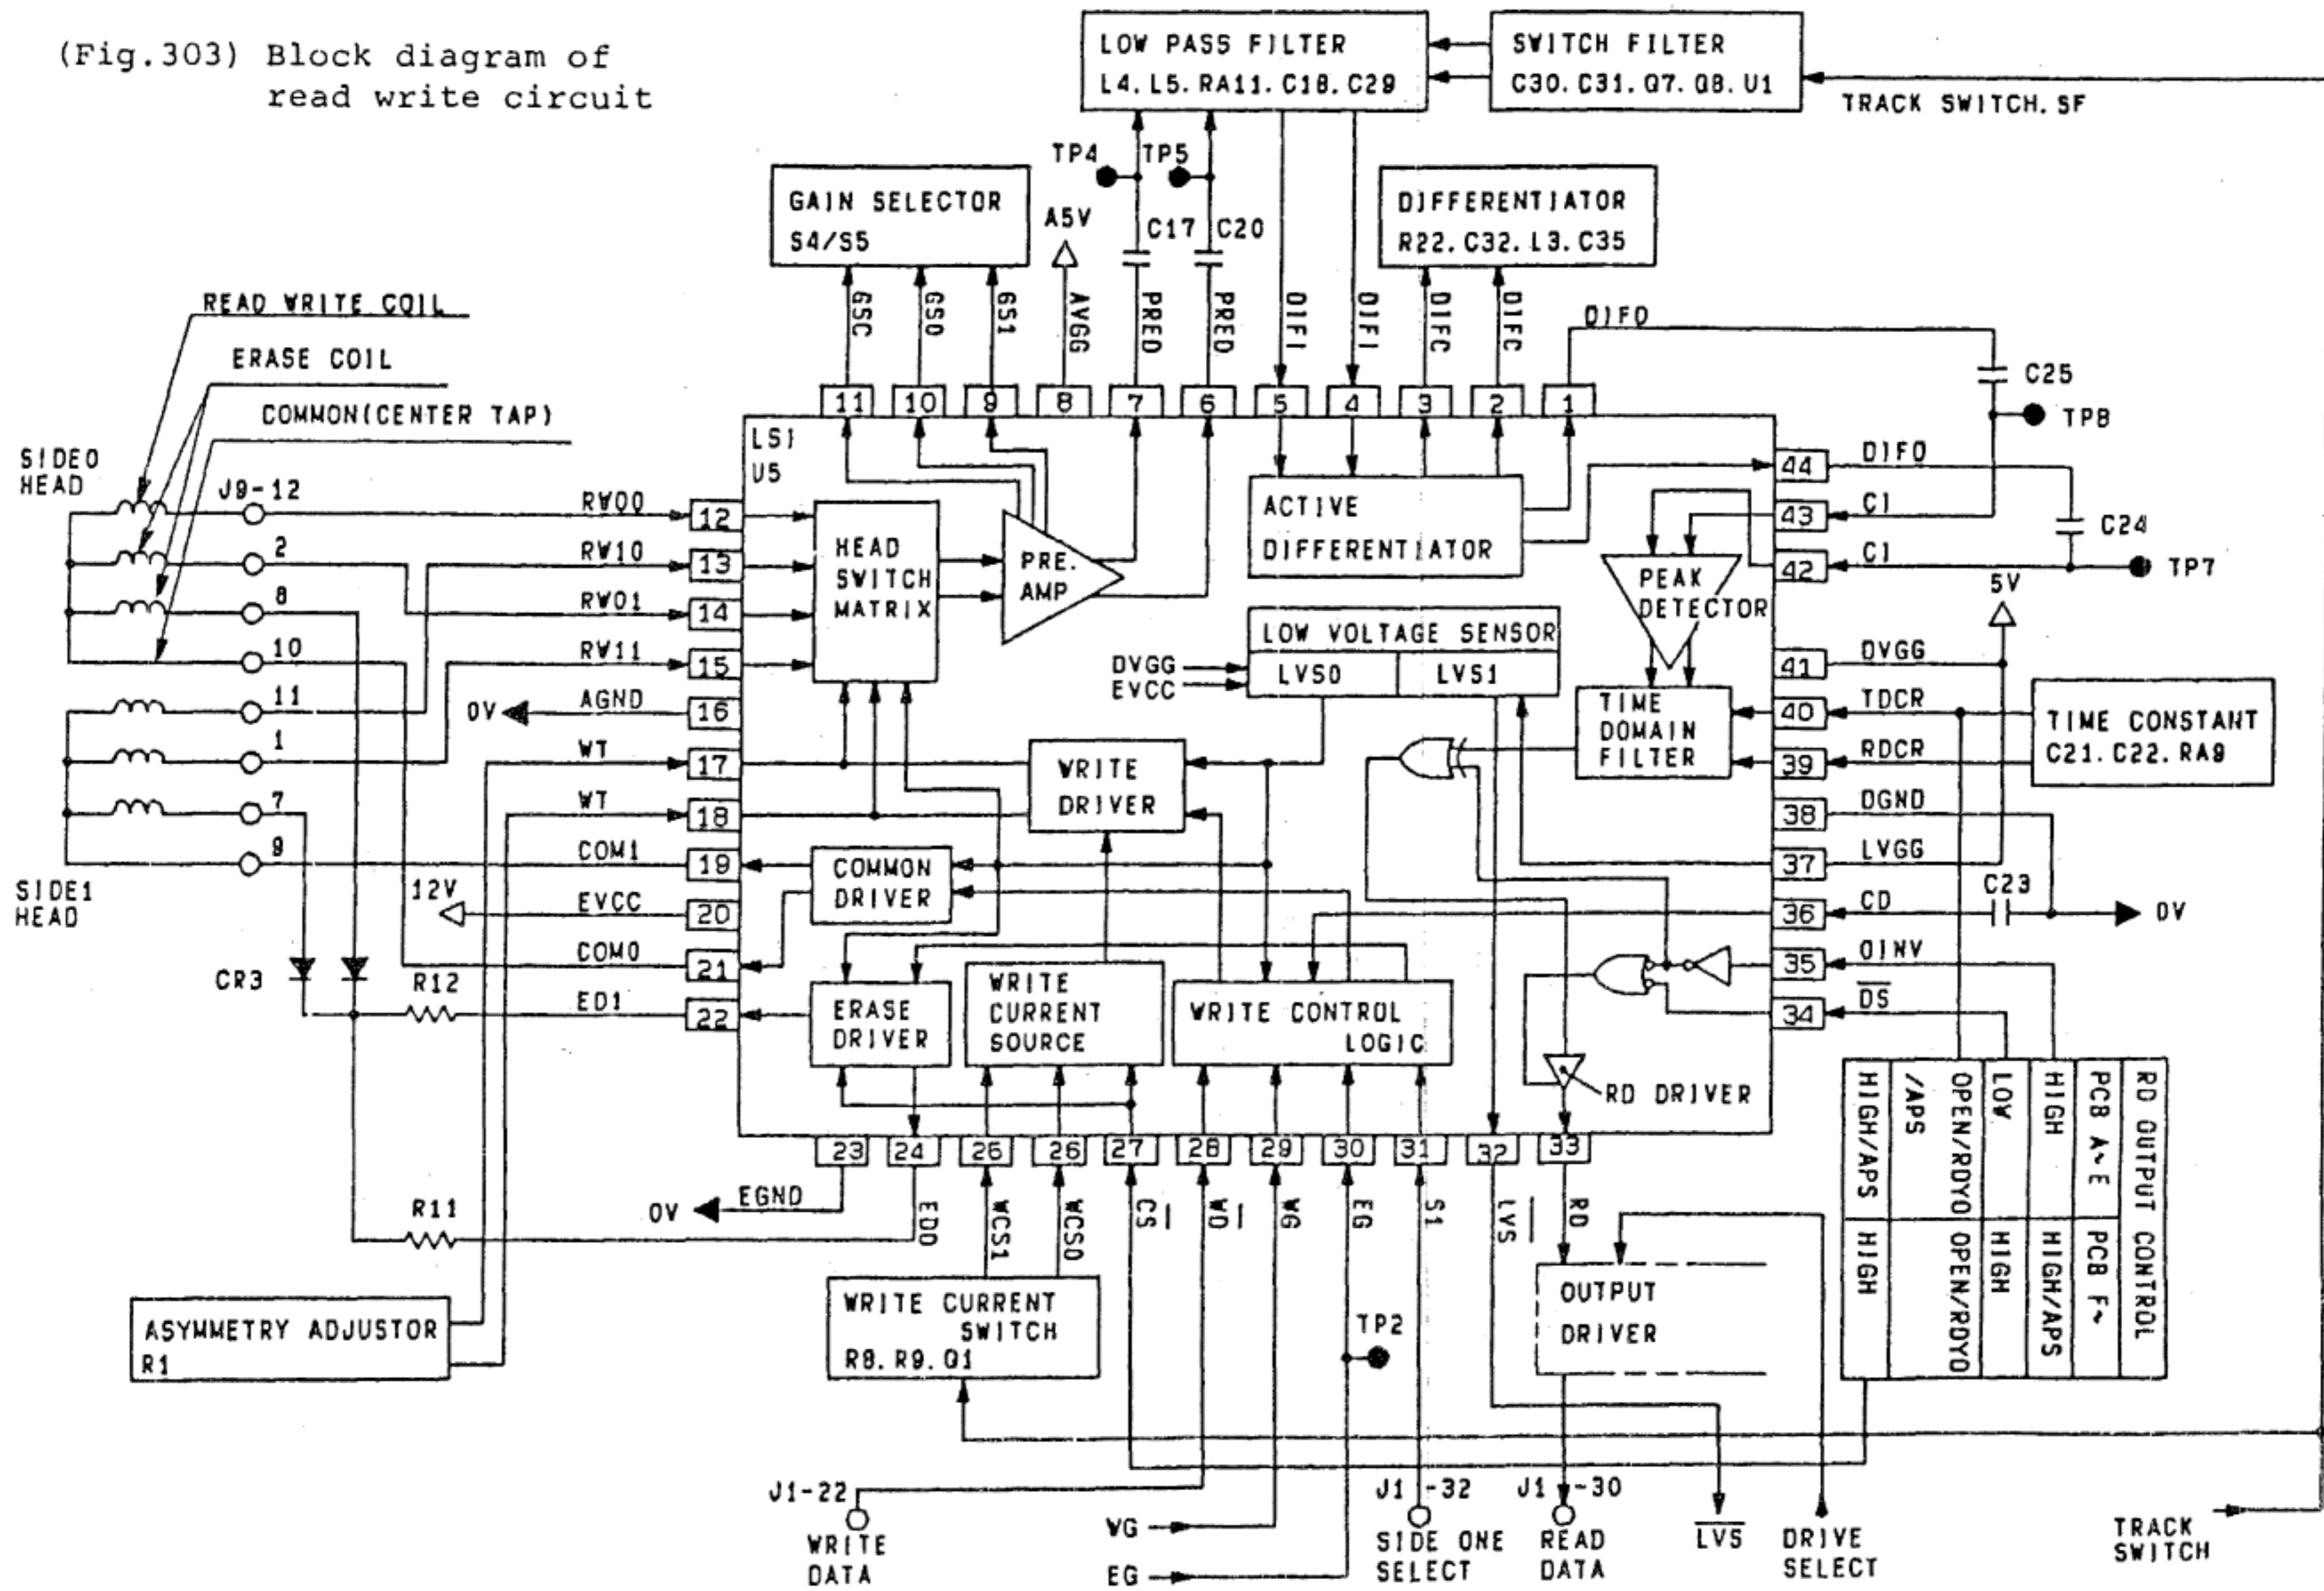 (Fig.303) Block diagram of
read write circuit
LOW PASS FILTER
L4. L5. RA11. C18. C29
SWITCH FILTER
C30. C31. Q7. Q8. U1
TRACK SWITCH. SF
TP4
TP5
GAIN SELECTOR
S4/S5
A5V
C17
C20
DIFFERENTIATOR
R22. C32. L3. C35
GSC
GS0
GS1
AVGG
PREO
PREO
DIFI
DIFI
DIFC
DIFC
DIFO
C25
TP8
READ WRITE COIL
ERASE COIL
COMMON(CENTER TAP)
11
10
9
8
7
6
5
4
3
2
1
LSI
U5
SIDE0
HEAD
J9-12
2
8
10
11
1
7
9
SIDE1
HEAD
RW00
12
RW10
13
RW01
14
RW11
15
0V
AGND
16
WT
17
WT
18
COM1
19
12V
EVCC
20
COM0
21
CR3
R12
ED1
22
HEAD
SWITCH
MATRIX
PRE.
AMP
ACTIVE
DIFFERENTIATOR
LOW VOLTAGE SENSOR
DVGG
EVCC
LVS0
LVS1
PEAK
DETECTOR
TIME
DOMAIN
FILTER
WRITE
DRIVER
COMMON
DRIVER
ERASE
DRIVER
WRITE
CURRENT
SOURCE
WRITE CONTROL
LOGIC
RD DRIVER
44
DIFO
43
CI
C24
42
CI
TP7
5V
41
DVGG
40
TDCR
39
RDCR
TIME CONSTANT
C21. C22. RA9
38
DGND
37
LVGG
C23
36
CD
0V
35
OINV
34
D̅S̅
23
24
25
26
27
28
29
30
31
32
33
0V
EGND
R11
ED0
WCS1
WCS0
C̅S̅
W̅D̅
WG
EG
S1
L̅V̅S̅
RD
ASYMMETRY ADJUSTOR
R1
WRITE CURRENT
SWITCH
R8. R9. Q1
TP2
OUTPUT
DRIVER
RD OUTPUT CONTROL
PCB A~E
PCB F~
HIGH
HIGH/APS
LOW
HIGH
OPEN/RDYO
/APS
OPEN/RDYO
HIGH/APS
HIGH
J1-22
WRITE
DATA
WG
EG
J1-32
SIDE ONE
SELECT
J1-30
READ
DATA
L̅V̅S̅
DRIVE
SELECT
TRACK
SWITCH